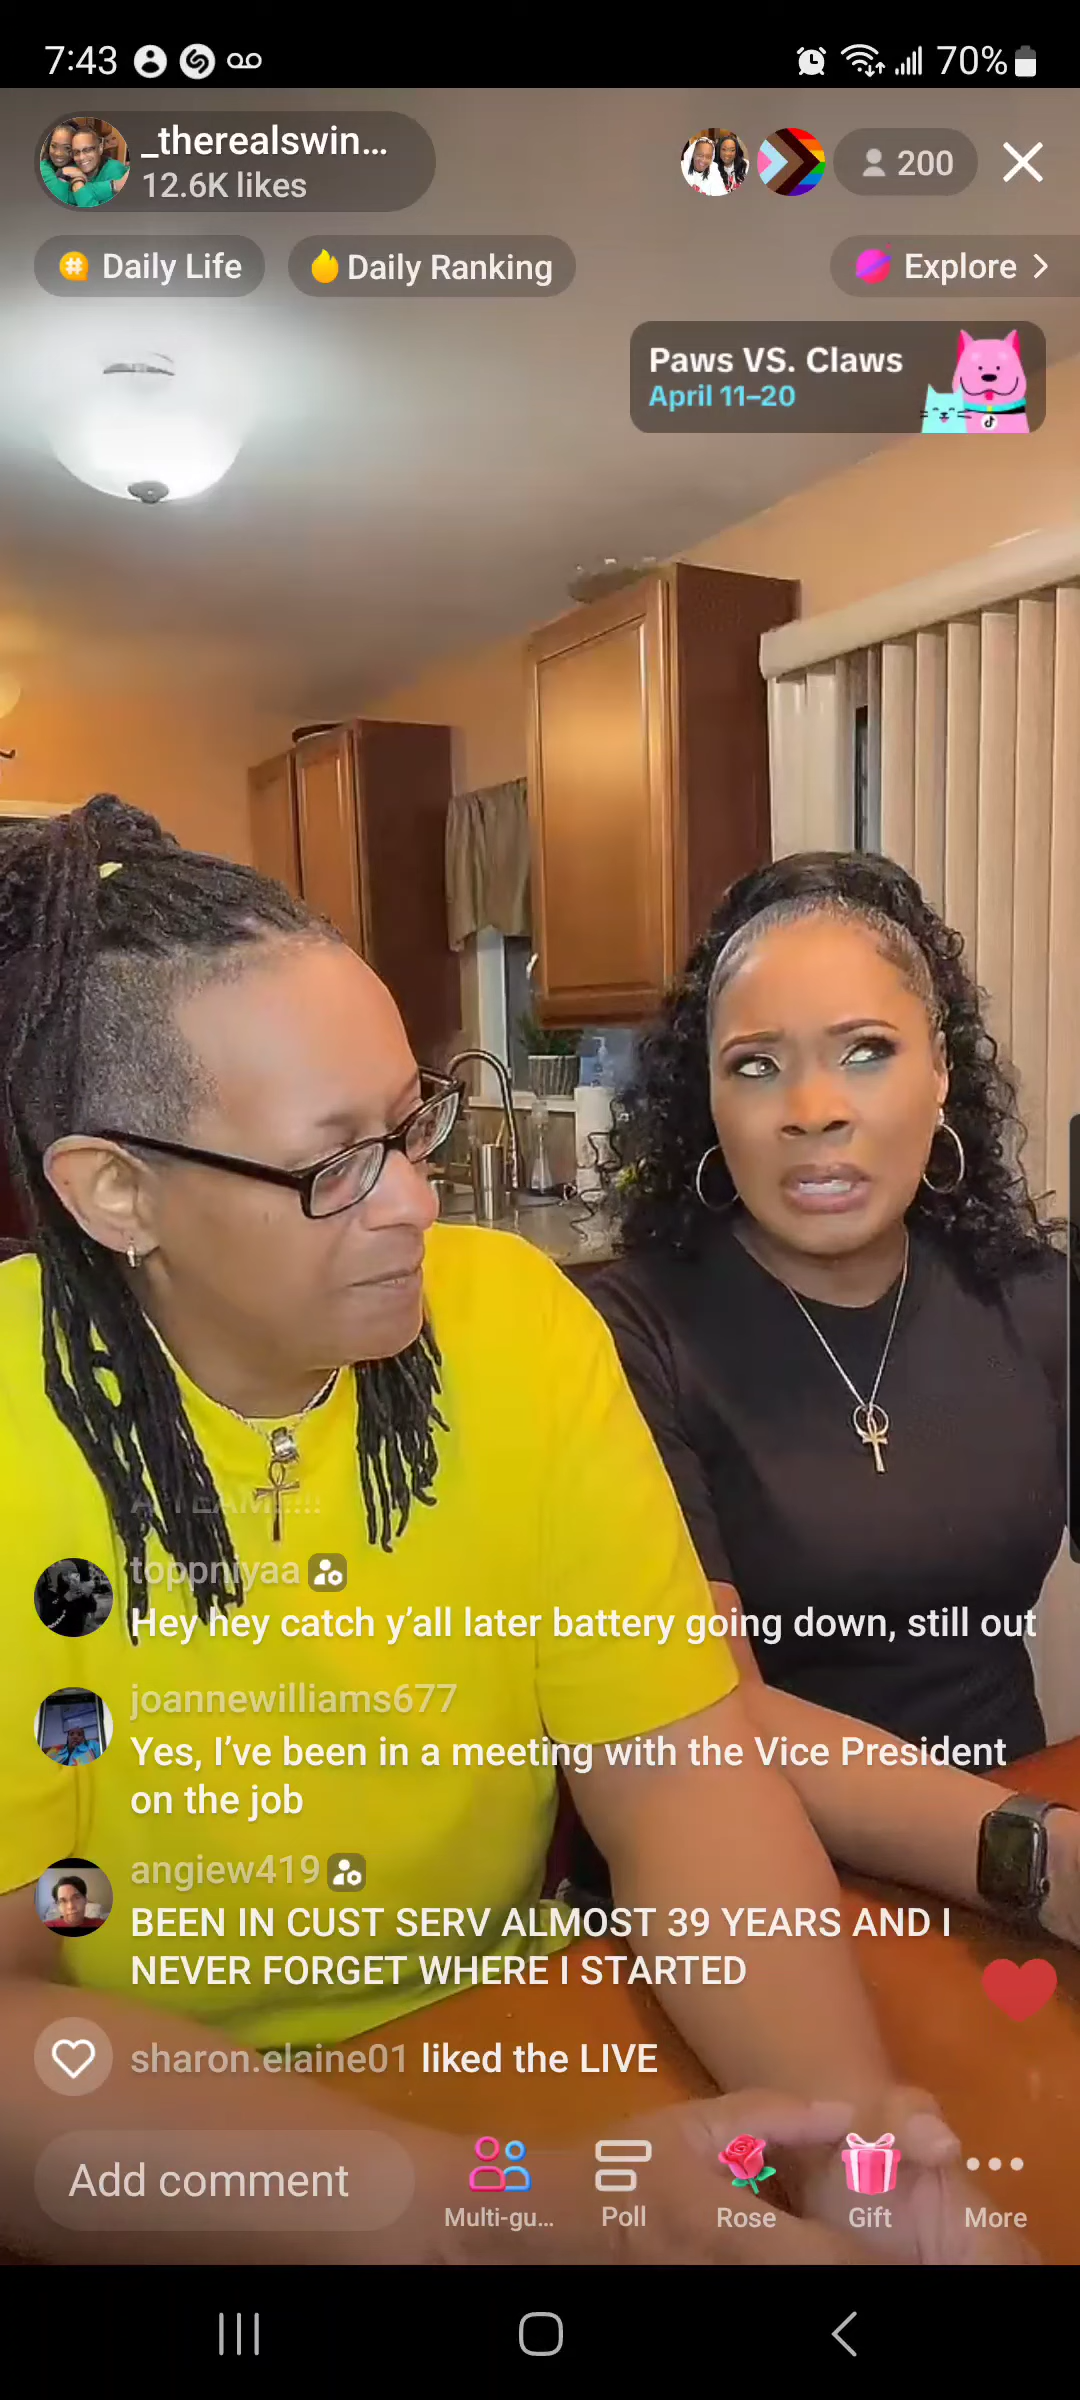 7:43
70%
_therealswin...
12.6K likes
200
Daily Life
Daily Ranking
Explore
Paws VS. Claws
April 11–20
A TEAM!!!!!
toppniyaa
Hey hey catch y'all later battery going down, still out
joannewilliams677
Yes, I've been in a meeting with the Vice President
on the job
angiew419
BEEN IN CUST SERV ALMOST 39 YEARS AND I
NEVER FORGET WHERE I STARTED
sharon.elaine01 liked the LIVE
Add comment
Multi-gu...
Poll
Rose
Gift
More